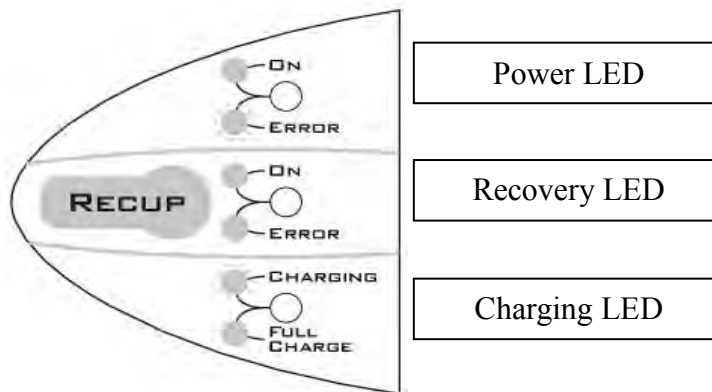 ON
ERROR
Power LED
RECUP
ON
ERROR
Recovery LED
CHARGING
FULL
CHARGE
Charging LED